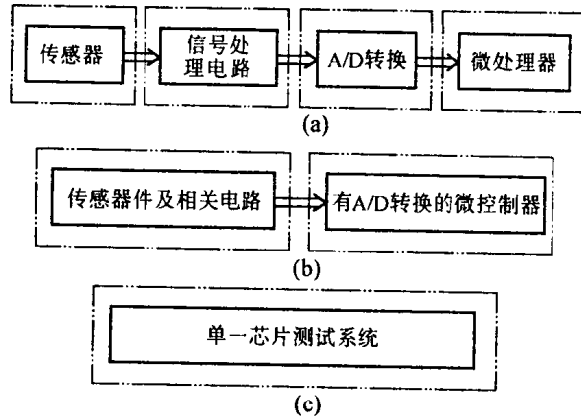 传感器
信号处
理电路
A/D转换
微处理器
(a)
传感器件及相关电路
有A/D转换的微控制器
(b)
单一芯片测试系统
(c)